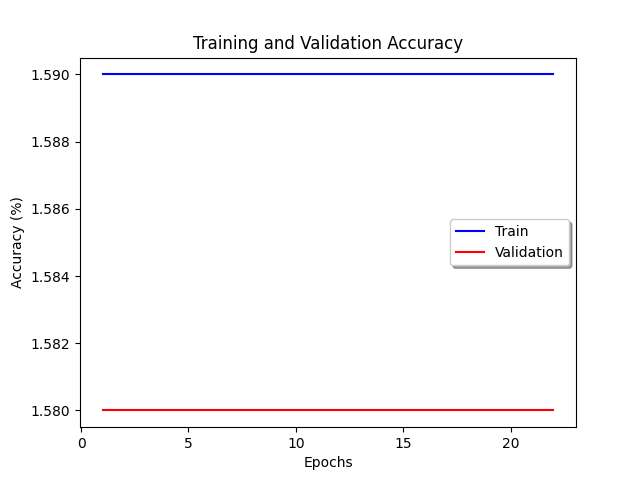 Training and Validation Accuracy
1.590
1.588
1.586
1.584
1.582
1.580
Accuracy (%)
Train
Validation
0
5
10
15
20
Epochs